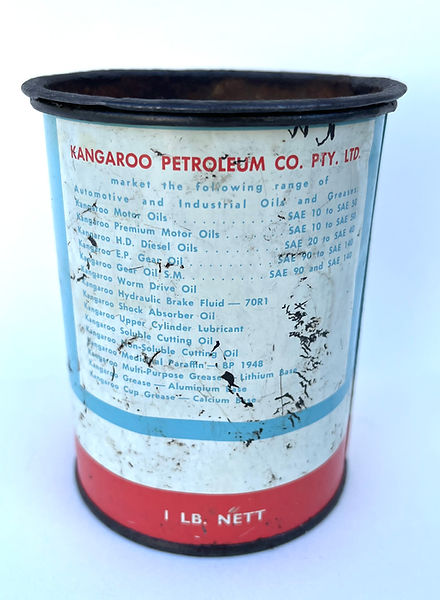 KANGAROO PETROLEUM CO. PTY. LTD.
market the following range of
Automotive and Industrial Oils and Greases
Kangaroo Motor Oils . . . . . . . . . . . . . . SAE 10 to SAE 50
Kangaroo Premium Motor Oils . . . . . SAE 10 to SAE 50
Kangaroo H.D. Diesel Oils . . . . . . . . . SAE 20 to SAE 40
Kangaroo E.P. Gear Oil . . . . . . . . . . . SAE 90 to SAE 140
Kangaroo Gear Oil S.M. . . . . . . . . . . SAE 90 and SAE 140
Kangaroo Worm Drive Oil
Kangaroo Hydraulic Brake Fluid — 70R1
Kangaroo Shock Absorber Oil
Kangaroo Upper Cylinder Lubricant
Kangaroo Soluble Cutting Oil
Kangaroo Non-Soluble Cutting Oil
Kangaroo Medicinal Paraffin — BP 1948
Kangaroo Multi-Purpose Grease — Lithium Base
Kangaroo Grease — Aluminium Base
Kangaroo Cup Grease — Calcium Base
1 LB. NETT